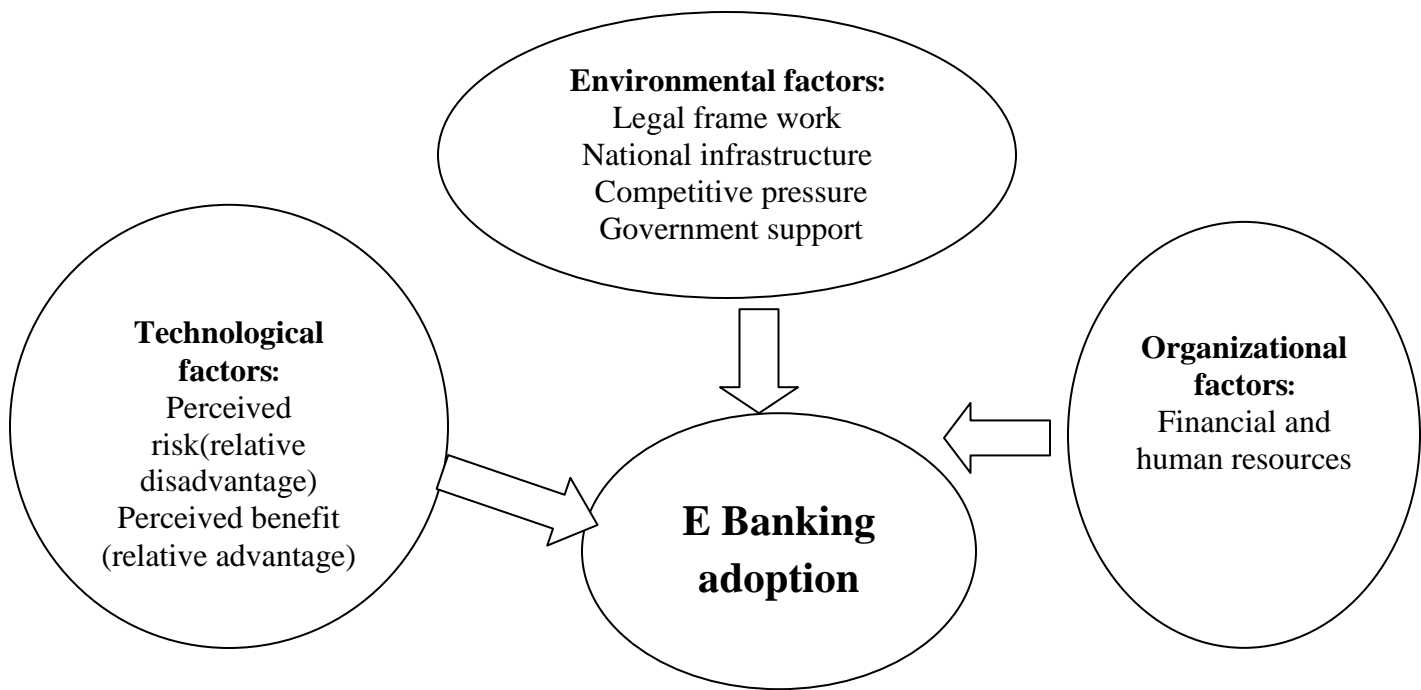 Environmental factors:
Legal frame work
National infrastructure
Competitive pressure
Government support
Technological
factors:
Perceived
risk(relative
disadvantage)
Perceived benefit
(relative advantage)
Organizational
factors:
Financial and
human resources
E Banking
adoption